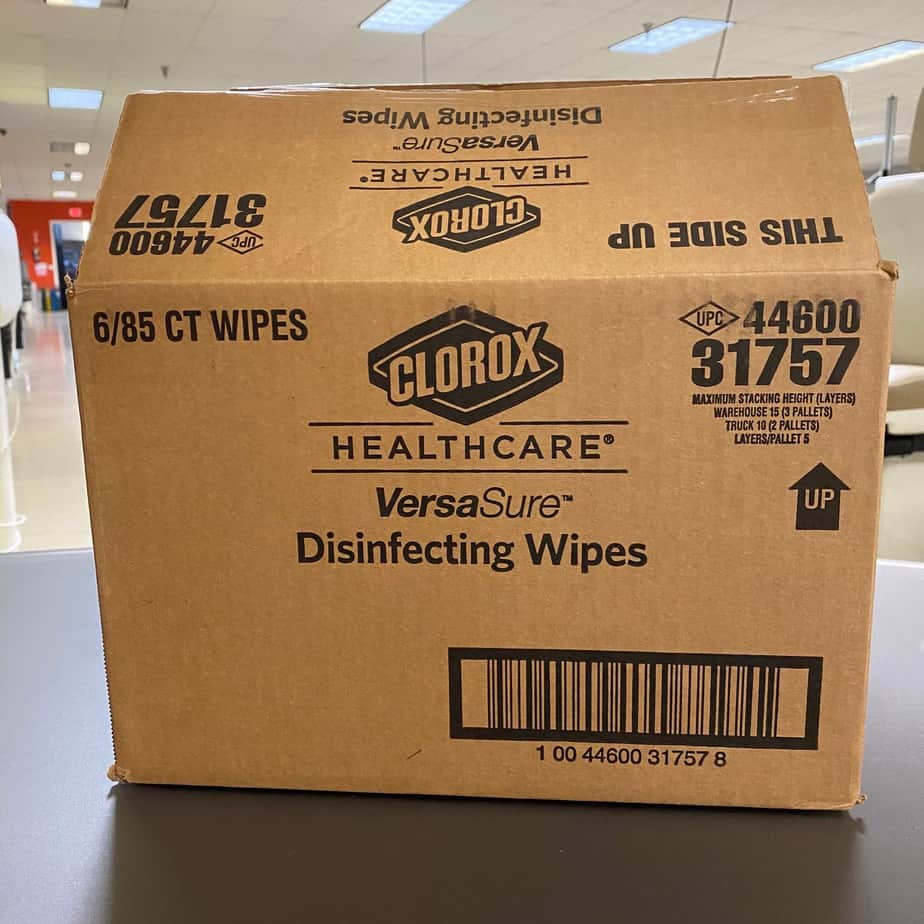 Disinfecting Wipes
VersaSure™
HEALTHCARE®
CLOROX
THIS SIDE UP
UPC 44600
31757
6/85 CT WIPES
CLOROX
HEALTHCARE®
VersaSure™
Disinfecting Wipes
UPC 44600
31757
MAXIMUM STACKING HEIGHT (LAYERS)
WAREHOUSE 15 (3 PALLETS)
TRUCK 10 (2 PALLETS)
LAYERS/PALLET 5
UP
1 00 44600 31757 8